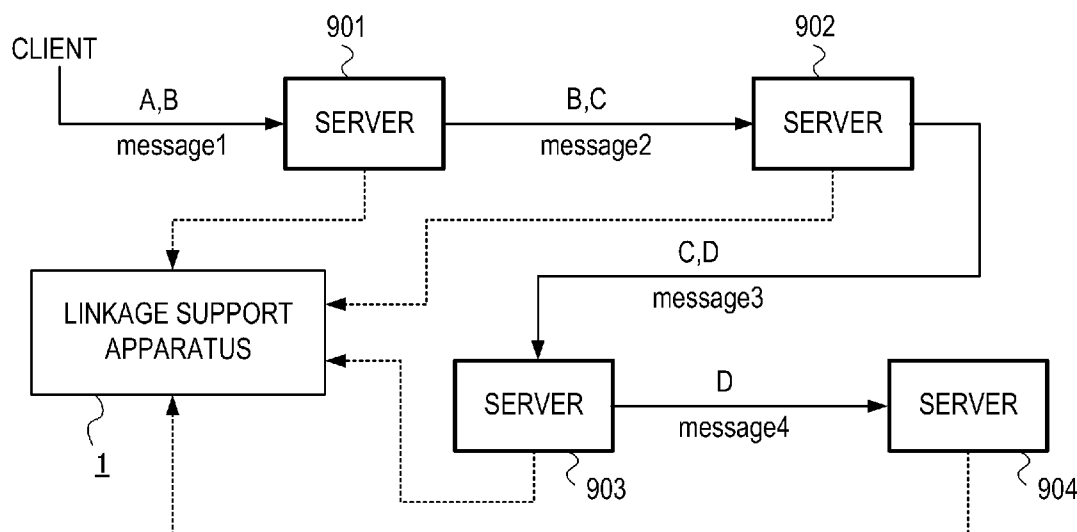 901
902
CLIENT
A,B
B,C
SERVER
SERVER
message1
message2
C,D
message3
LINKAGE SUPPORT
APPARATUS
D
SERVER
SERVER
message4
1
903
904